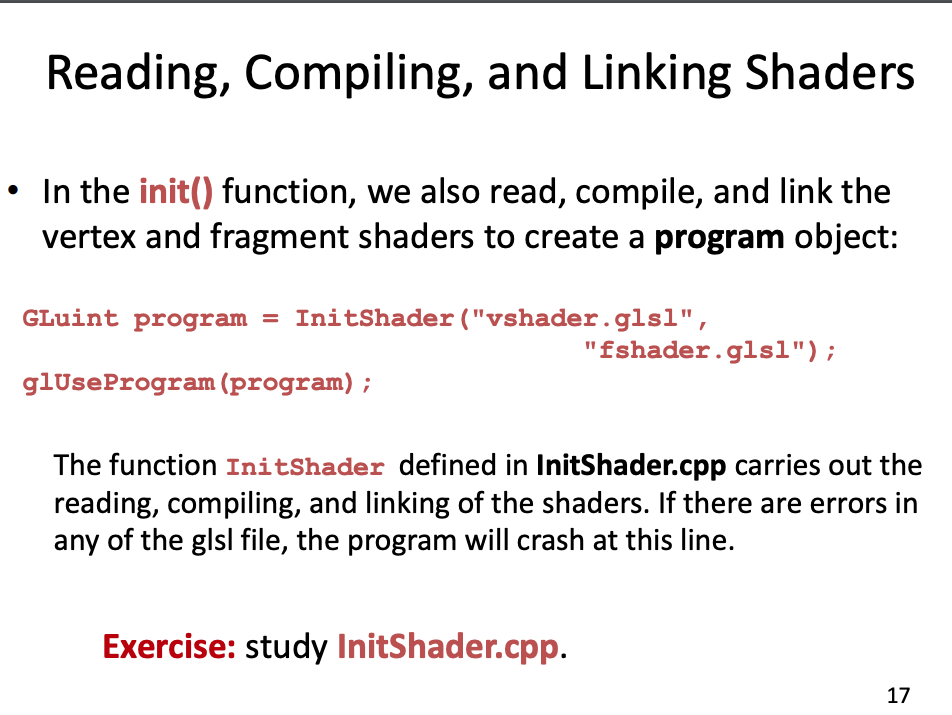 Reading, Compiling, and Linking Shaders
• In the init() function, we also read, compile, and link the
vertex and fragment shaders to create a program object:
GLuint program = InitShader("vshader.glsl",
"fshader.glsl");
glUseProgram(program);
The function InitShader defined in InitShader.cpp carries out the
reading, compiling, and linking of the shaders. If there are errors in
any of the glsl file, the program will crash at this line.
Exercise: study InitShader.cpp.
17